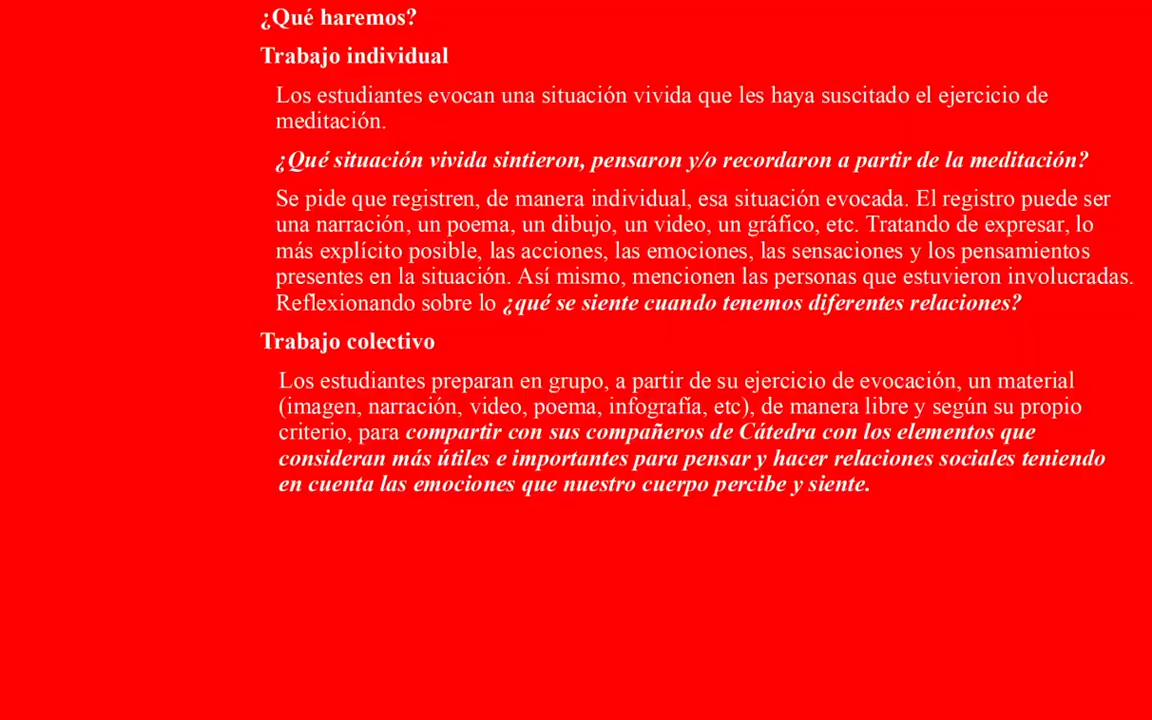 ¿Qué haremos?
Trabajo individual
Los estudiantes evocan una situación vivida que les haya suscitado el ejercicio de
meditación.
¿Qué situación vivida sintieron, pensaron y/o recordaron a partir de la meditación?
Se pide que registren, de manera individual, esa situación evocada. El registro puede ser
una narración, un poema, un dibujo, un video, un gráfico, etc. Tratando de expresar, lo
más explícito posible, las acciones, las emociones, las sensaciones y los pensamientos
presentes en la situación. Así mismo, mencionen las personas que estuvieron involucradas.
Reflexionando sobre lo ¿qué se siente cuando tenemos diferentes relaciones?
Trabajo colectivo
Los estudiantes preparan en grupo, a partir de su ejercicio de evocación, un material
(imagen, narración, video, poema, infografía, etc), de manera libre y según su propio
criterio, para compartir con sus compañeros de Cátedra con los elementos que
consideran más útiles e importantes para pensar y hacer relaciones sociales teniendo
en cuenta las emociones que nuestro cuerpo percibe y siente.